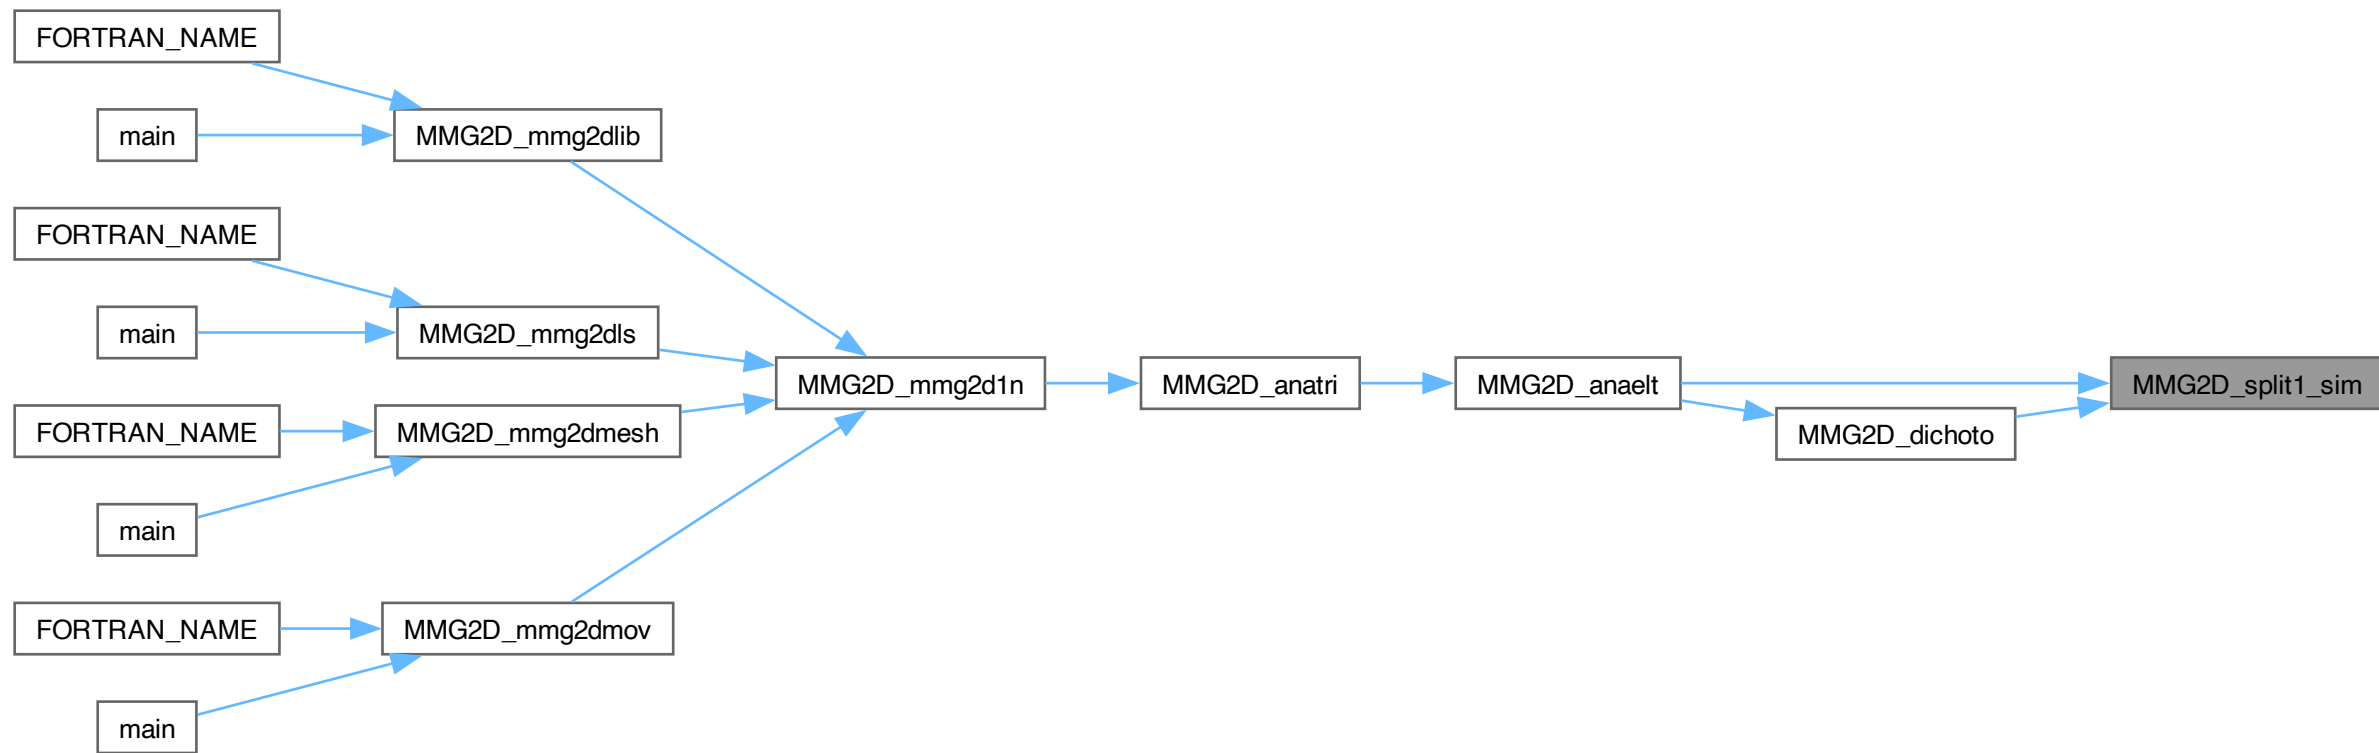 FORTRAN_NAME
main
MMG2D_mmg2dlib
FORTRAN_NAME
main
MMG2D_mmg2dls
FORTRAN_NAME
MMG2D_mmg2dmesh
main
FORTRAN_NAME
MMG2D_mmg2dmov
main
MMG2D_mmg2d1n
MMG2D_anatri
MMG2D_anaelt
MMG2D_dichoto
MMG2D_split1_sim